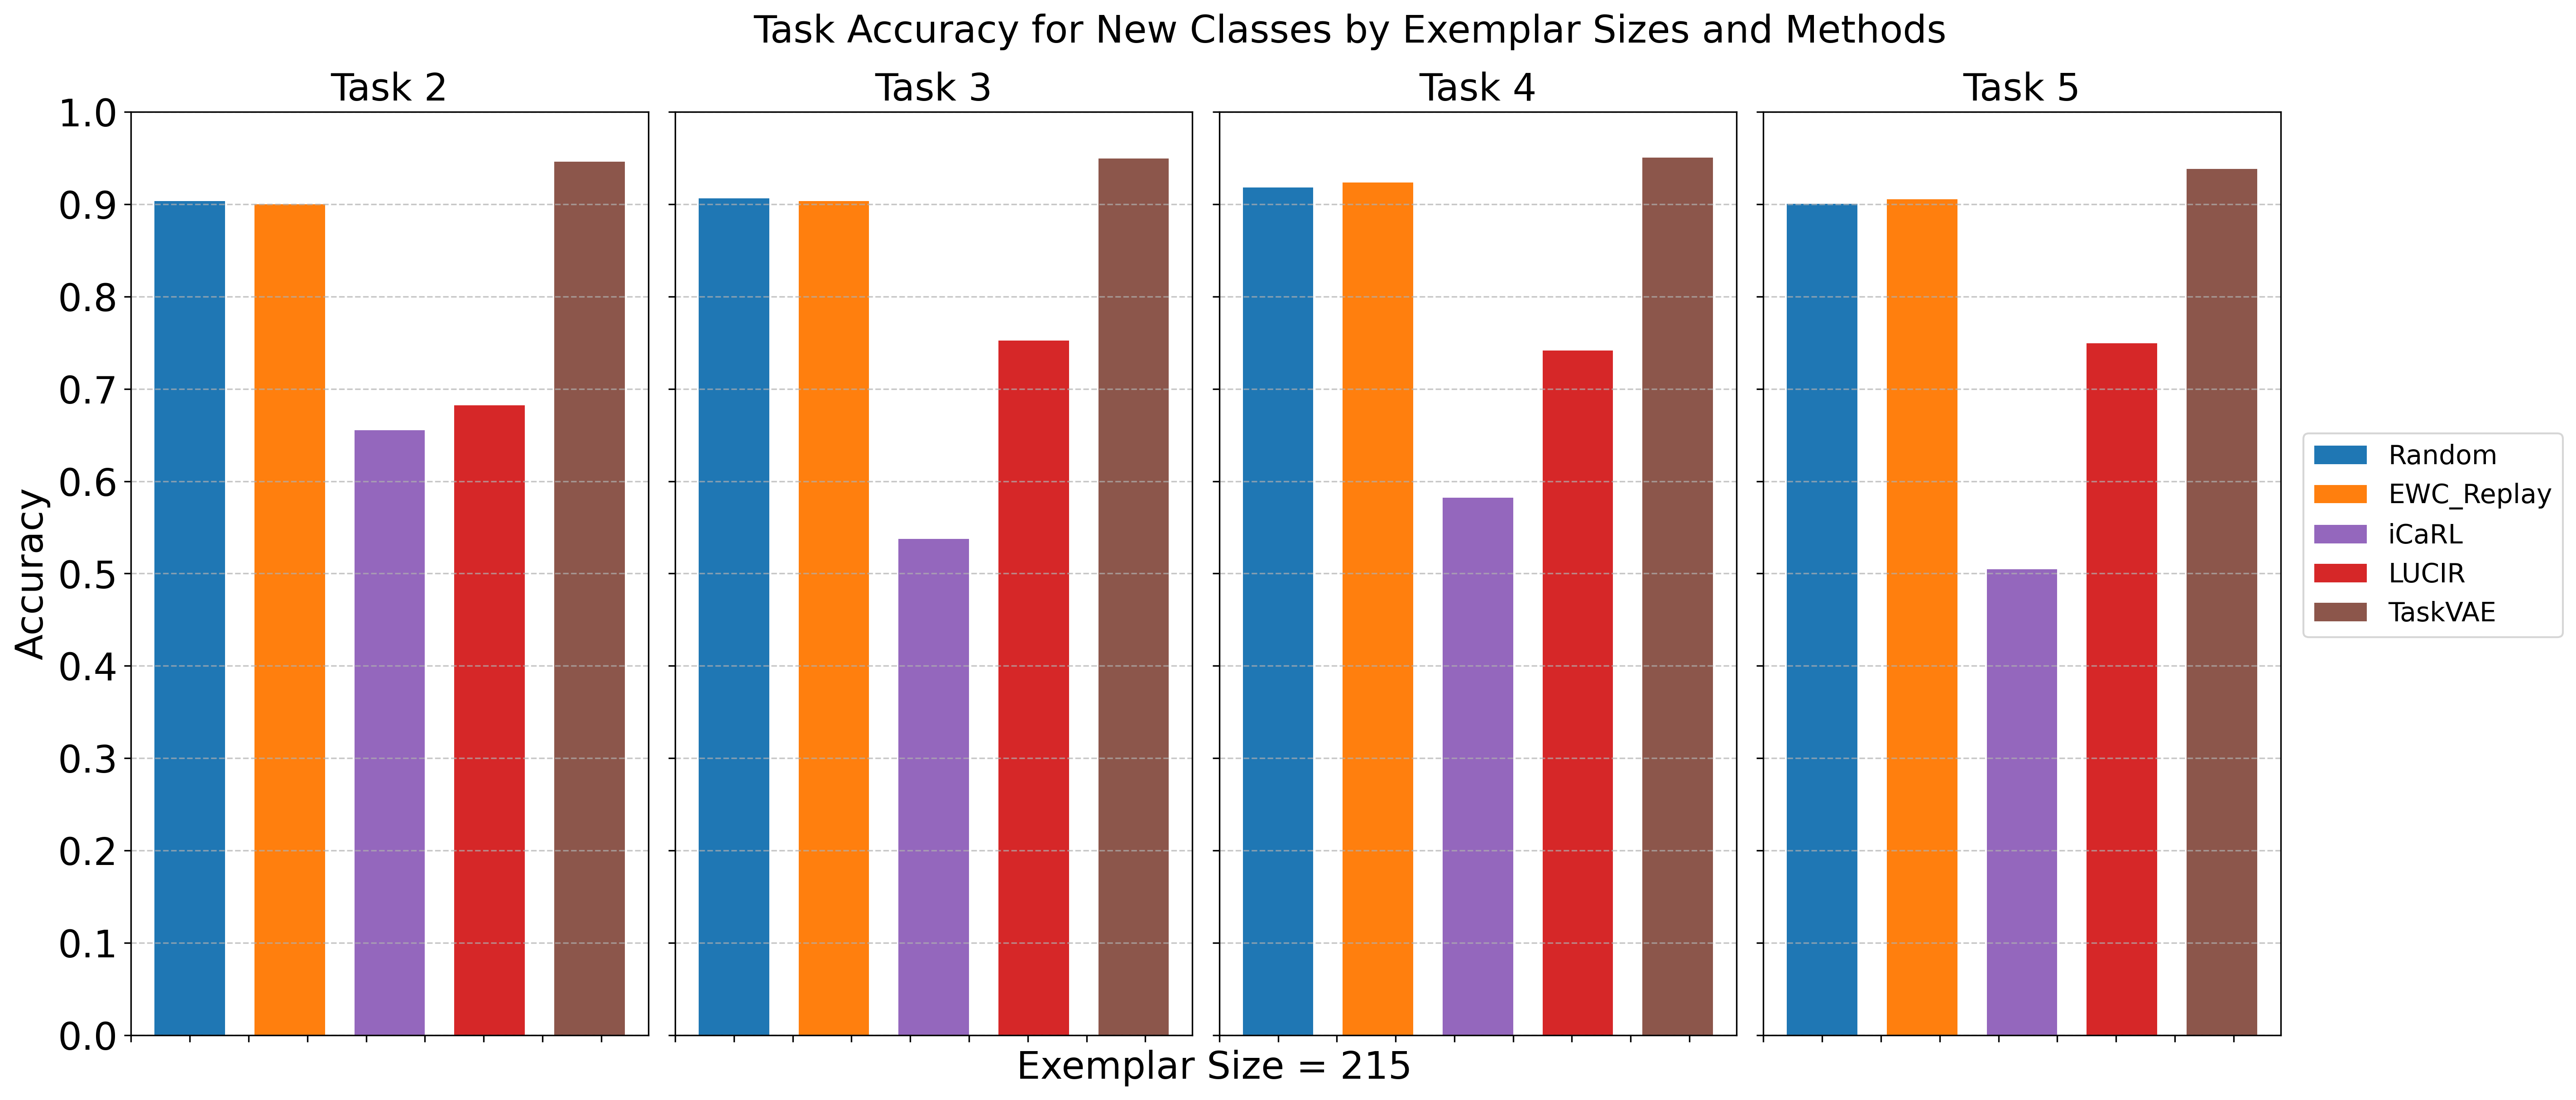 Task Accuracy for New Classes by Exemplar Sizes and Methods
Task 2
Task 3
Task 4
Task 5
Accuracy
1.0
0.9
0.8
0.7
0.6
0.5
0.4
0.3
0.2
0.1
0.0
Exemplar Size = 215
Random
EWC_Replay
iCaRL
LUCIR
TaskVAE